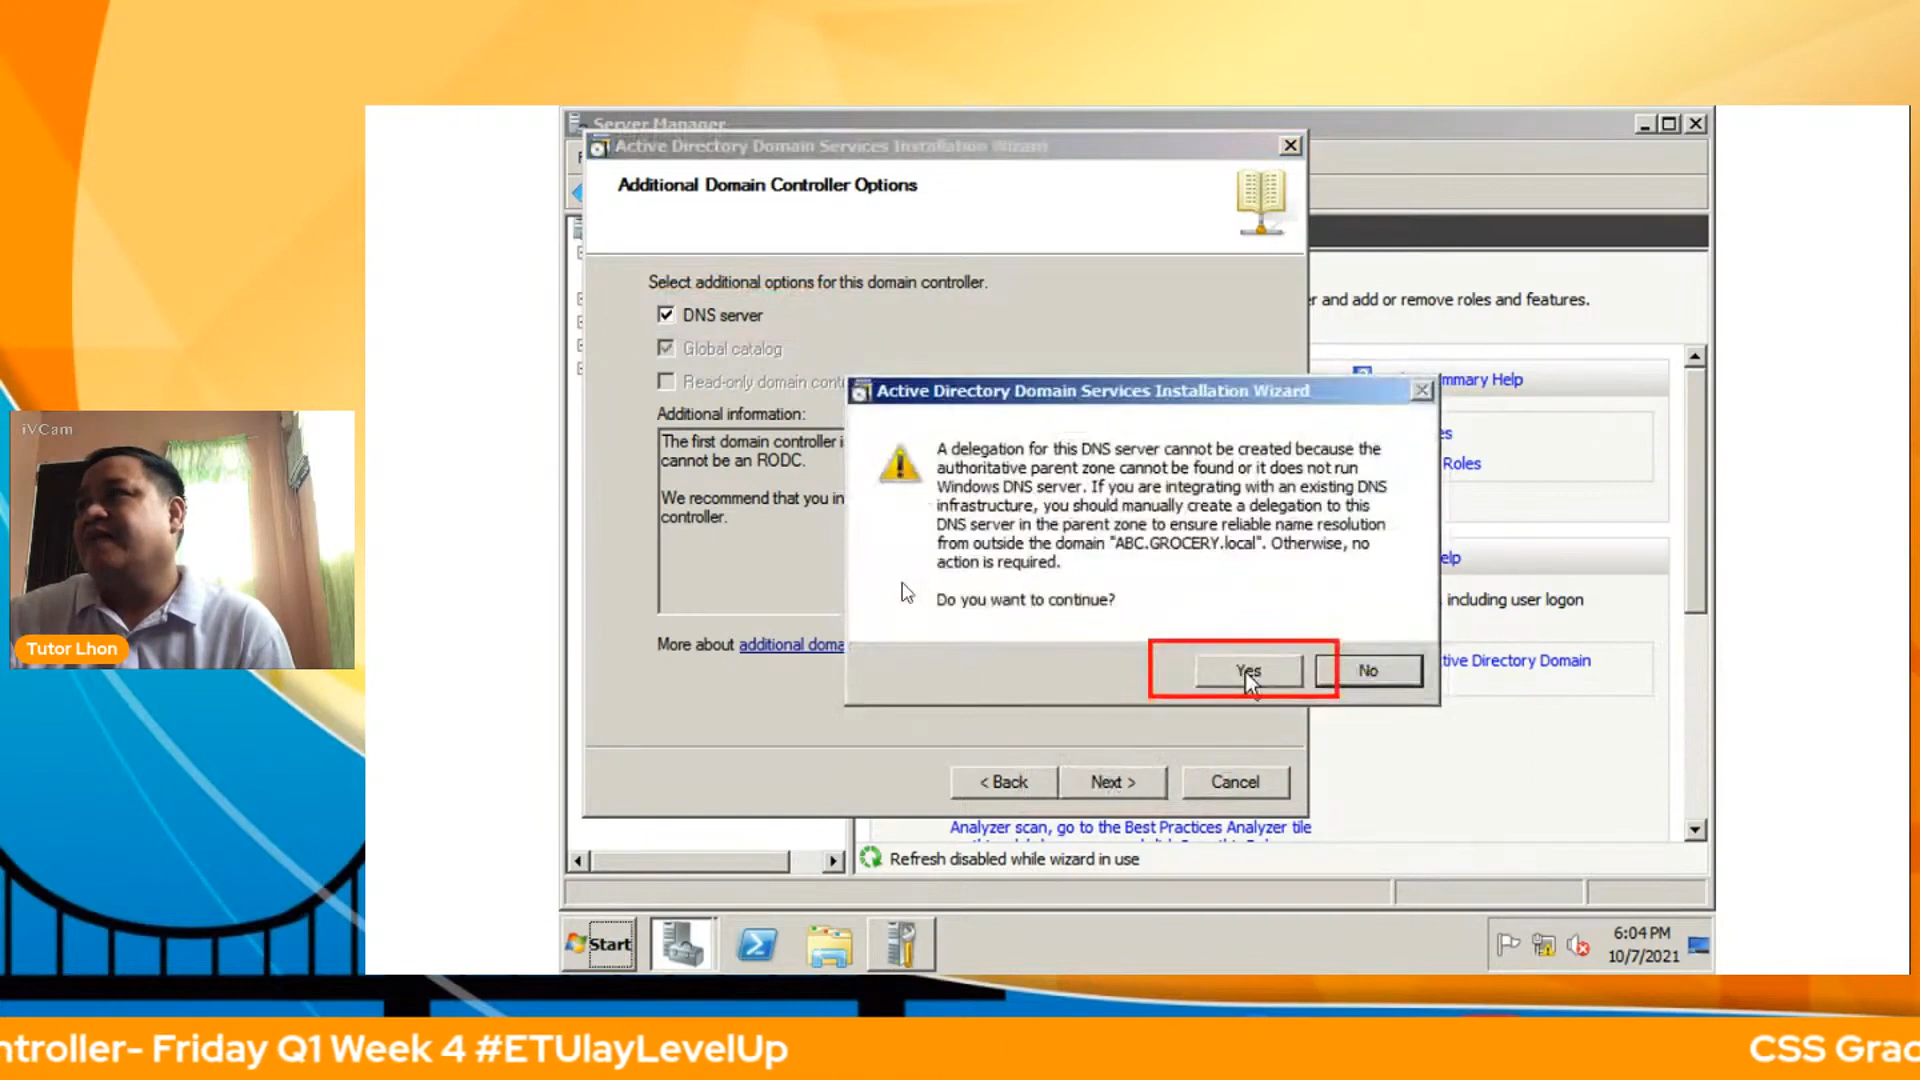 Server Manager
Active Directory Domain Services Installation Wizard
Additional Domain Controller Options
Select additional options for this domain controller.
DNS server
Global catalog
Read-only domain cont
Additional information:
The first domain controller i
cannot be an RODC.
We recommend that you in
controller.
More about additional doma
< Back
Next >
Cancel
Active Directory Domain Services Installation Wizard
A delegation for this DNS server cannot be created because the
authoritative parent zone cannot be found or it does not run
Windows DNS server. If you are integrating with an existing DNS
infrastructure, you should manually create a delegation to this
DNS server in the parent zone to ensure reliable name resolution
from outside the domain "ABC.GROCERY.local". Otherwise, no
action is required.
Do you want to continue?
Yes
No
r and add or remove roles and features.
mmary Help
es
Roles
elp
including user logon
tive Directory Domain
Analyzer scan, go to the Best Practices Analyzer tile
Refresh disabled while wizard in use
Start
6:04 PM
10/7/2021
iVCam
Tutor Lhon
ntroller- Friday Q1 Week 4 #ETUlayLevelUp
CSS Grac